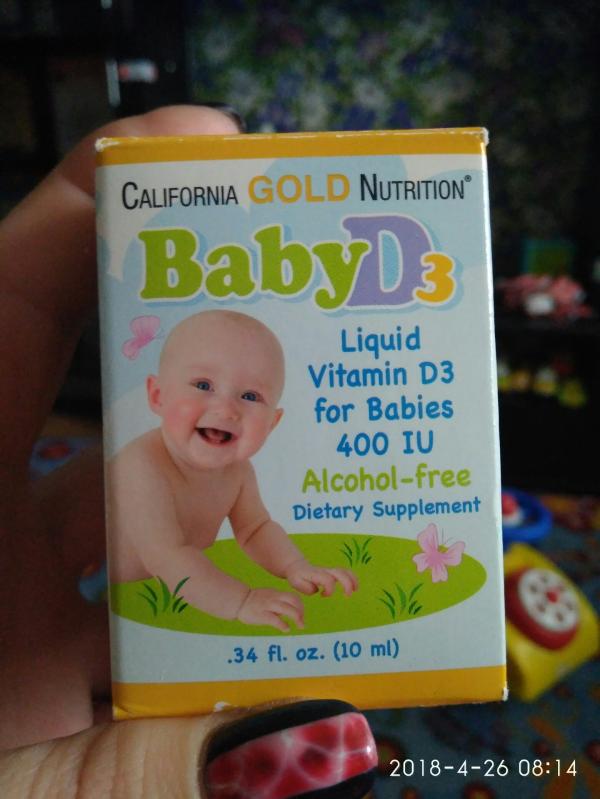 CALIFORNIA GOLD NUTRITION®
BabyD3
Liquid
Vitamin D3
for Babies
400 IU
Alcohol-free
Dietary Supplement
.34 fl. oz. (10 ml)
2018-4-26 08:14